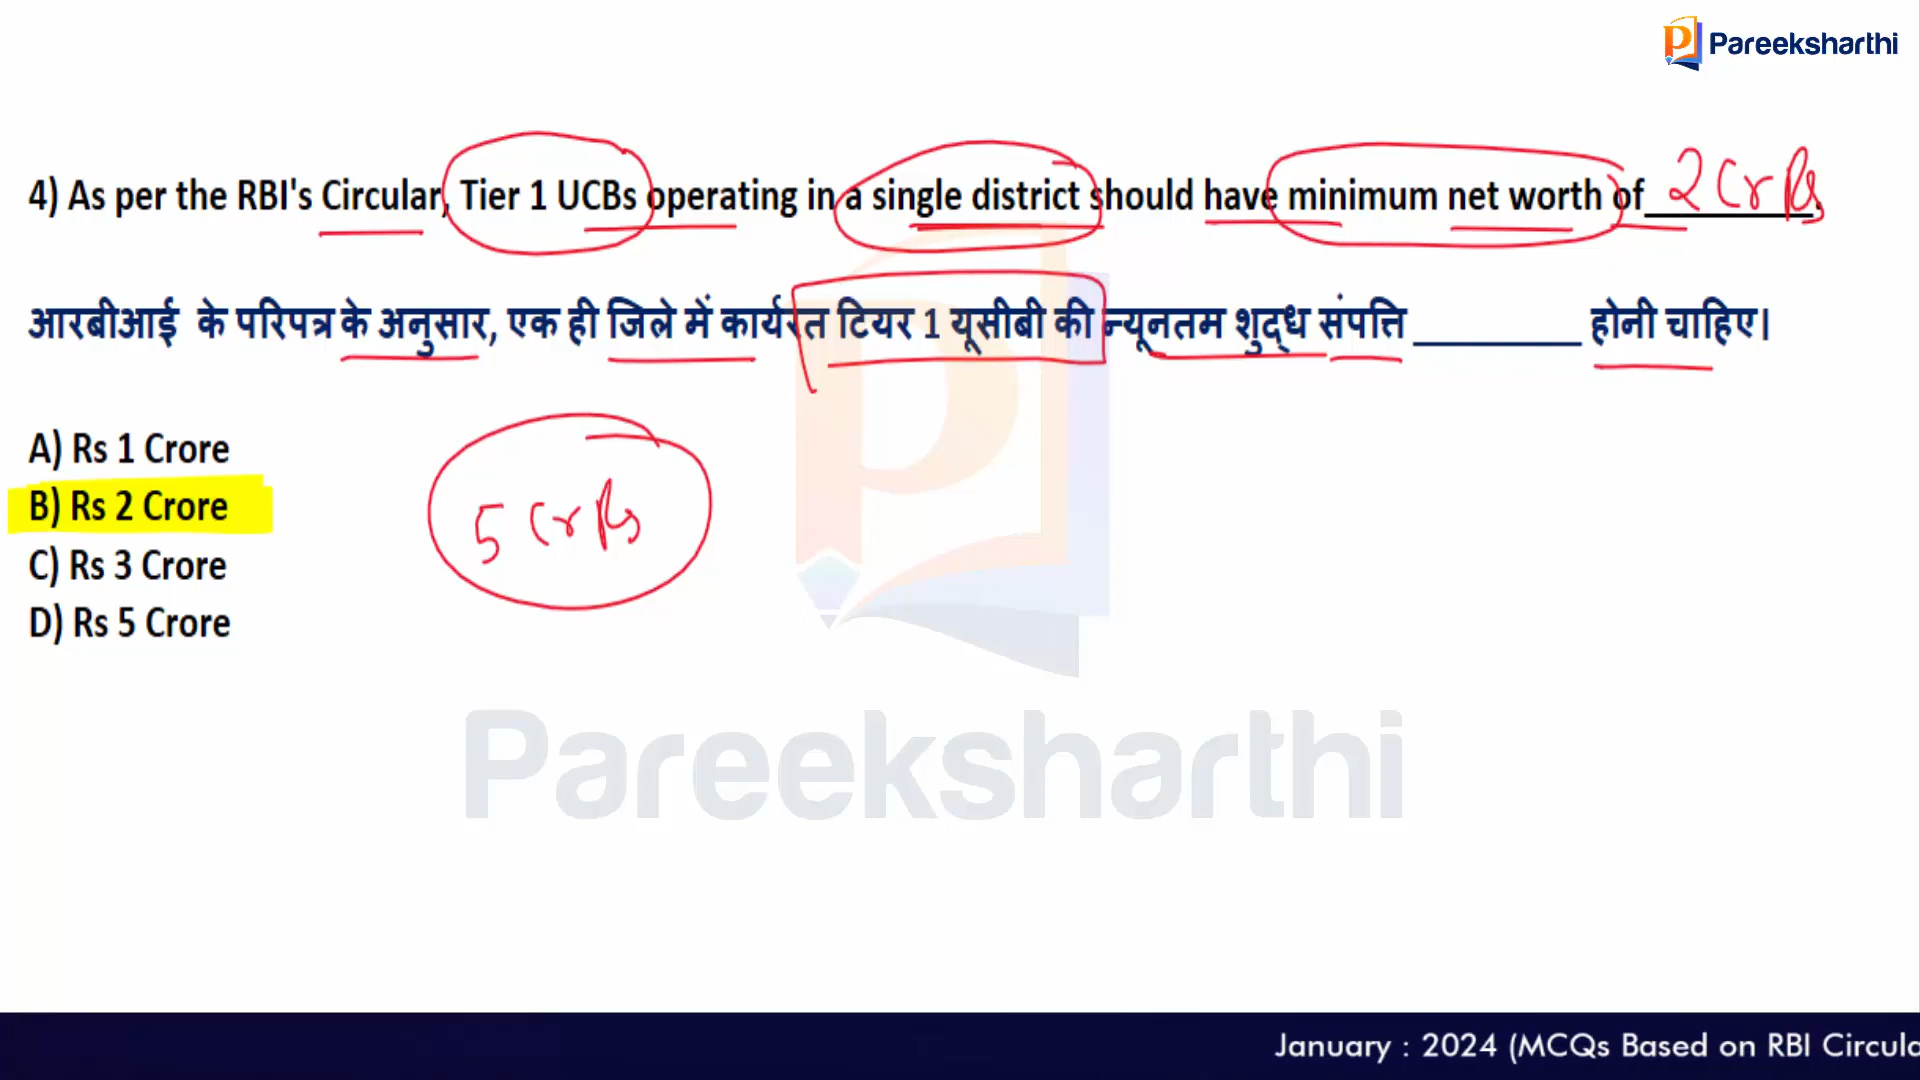 Pareeksharthi
4) As per the RBI's Circular, Tier 1 UCBs operating in a single district should have minimum net worth of 2 Cr Rs.
आरबीआई के परिपत्र के अनुसार, एक ही जिले में कार्यरत टियर 1 यूसीबी की न्यूनतम शुद्ध संपत्ति ________ होनी चाहिए।
A) Rs 1 Crore
B) Rs 2 Crore
C) Rs 3 Crore
D) Rs 5 Crore
5 Cr Rs
Pareeksharthi
January : 2024 (MCQs Based on RBI Circula